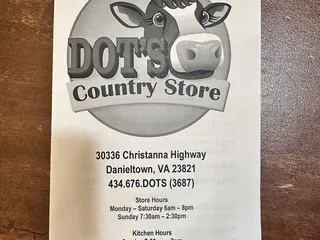 DOT'S
Country Store
30336 Christanna Highway
Danieltown, VA 23821
434.676.DOTS (3687)
Store Hours
Monday – Saturday 6am – 8pm
Sunday 7:30am – 2:30pm
Kitchen Hours